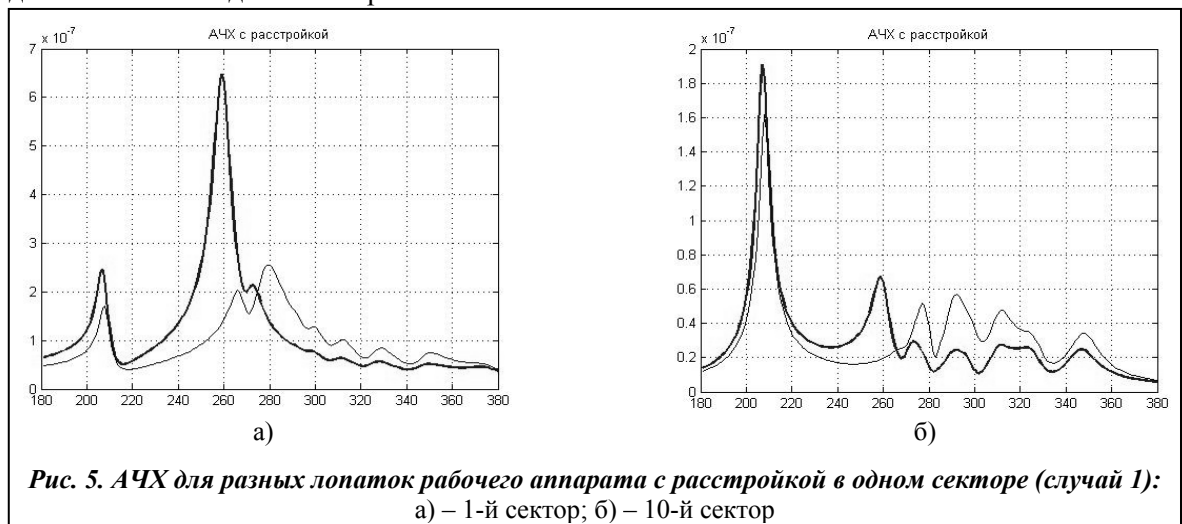 АЧХ с расстройкой
x 10⁻⁷
7
6
5
4
3
2
1
0
180 200 220 240 260 280 300 320 340 360 380
а)
АЧХ с расстройкой
x 10⁻⁷
2
1.8
1.6
1.4
1.2
1
0.8
0.6
0.4
0.2
0
180 200 220 240 260 280 300 320 340 360 380
б)
Рис. 5. АЧХ для разных лопаток рабочего аппарата с расстройкой в одном секторе (случай 1):
а) – 1-й сектор; б) – 10-й сектор